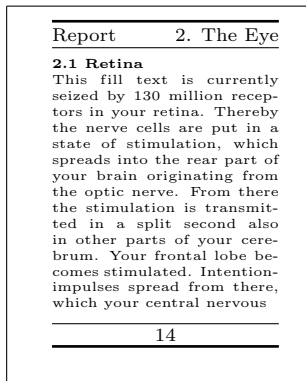 Report 2. The Eye
2.1 Retina
This fill text is currently
seized by 130 million recep-
tors in your retina. Thereby
the nerve cells are put in a
state of stimulation, which
spreads into the rear part of
your brain originating from
the optic nerve. From there
the stimulation is transmit-
ted in a split second also
in other parts of your cere-
brum. Your frontal lobe be-
comes stimulated. Intention-
impulses spread from there,
which your central nervous
14